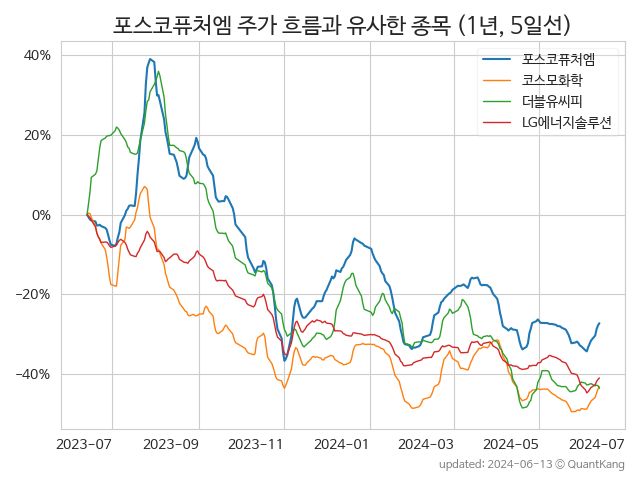 포스코퓨처엠 주가 흐름과 유사한 종목 (1년, 5일선)
포스코퓨처엠
코스모화학
더블유씨피
LG에너지솔루션
40%
20%
0%
−20%
−40%
2023-07 2023-09 2023-11 2024-01 2024-03 2024-05 2024-07
updated: 2024-06-13 © QuantKang